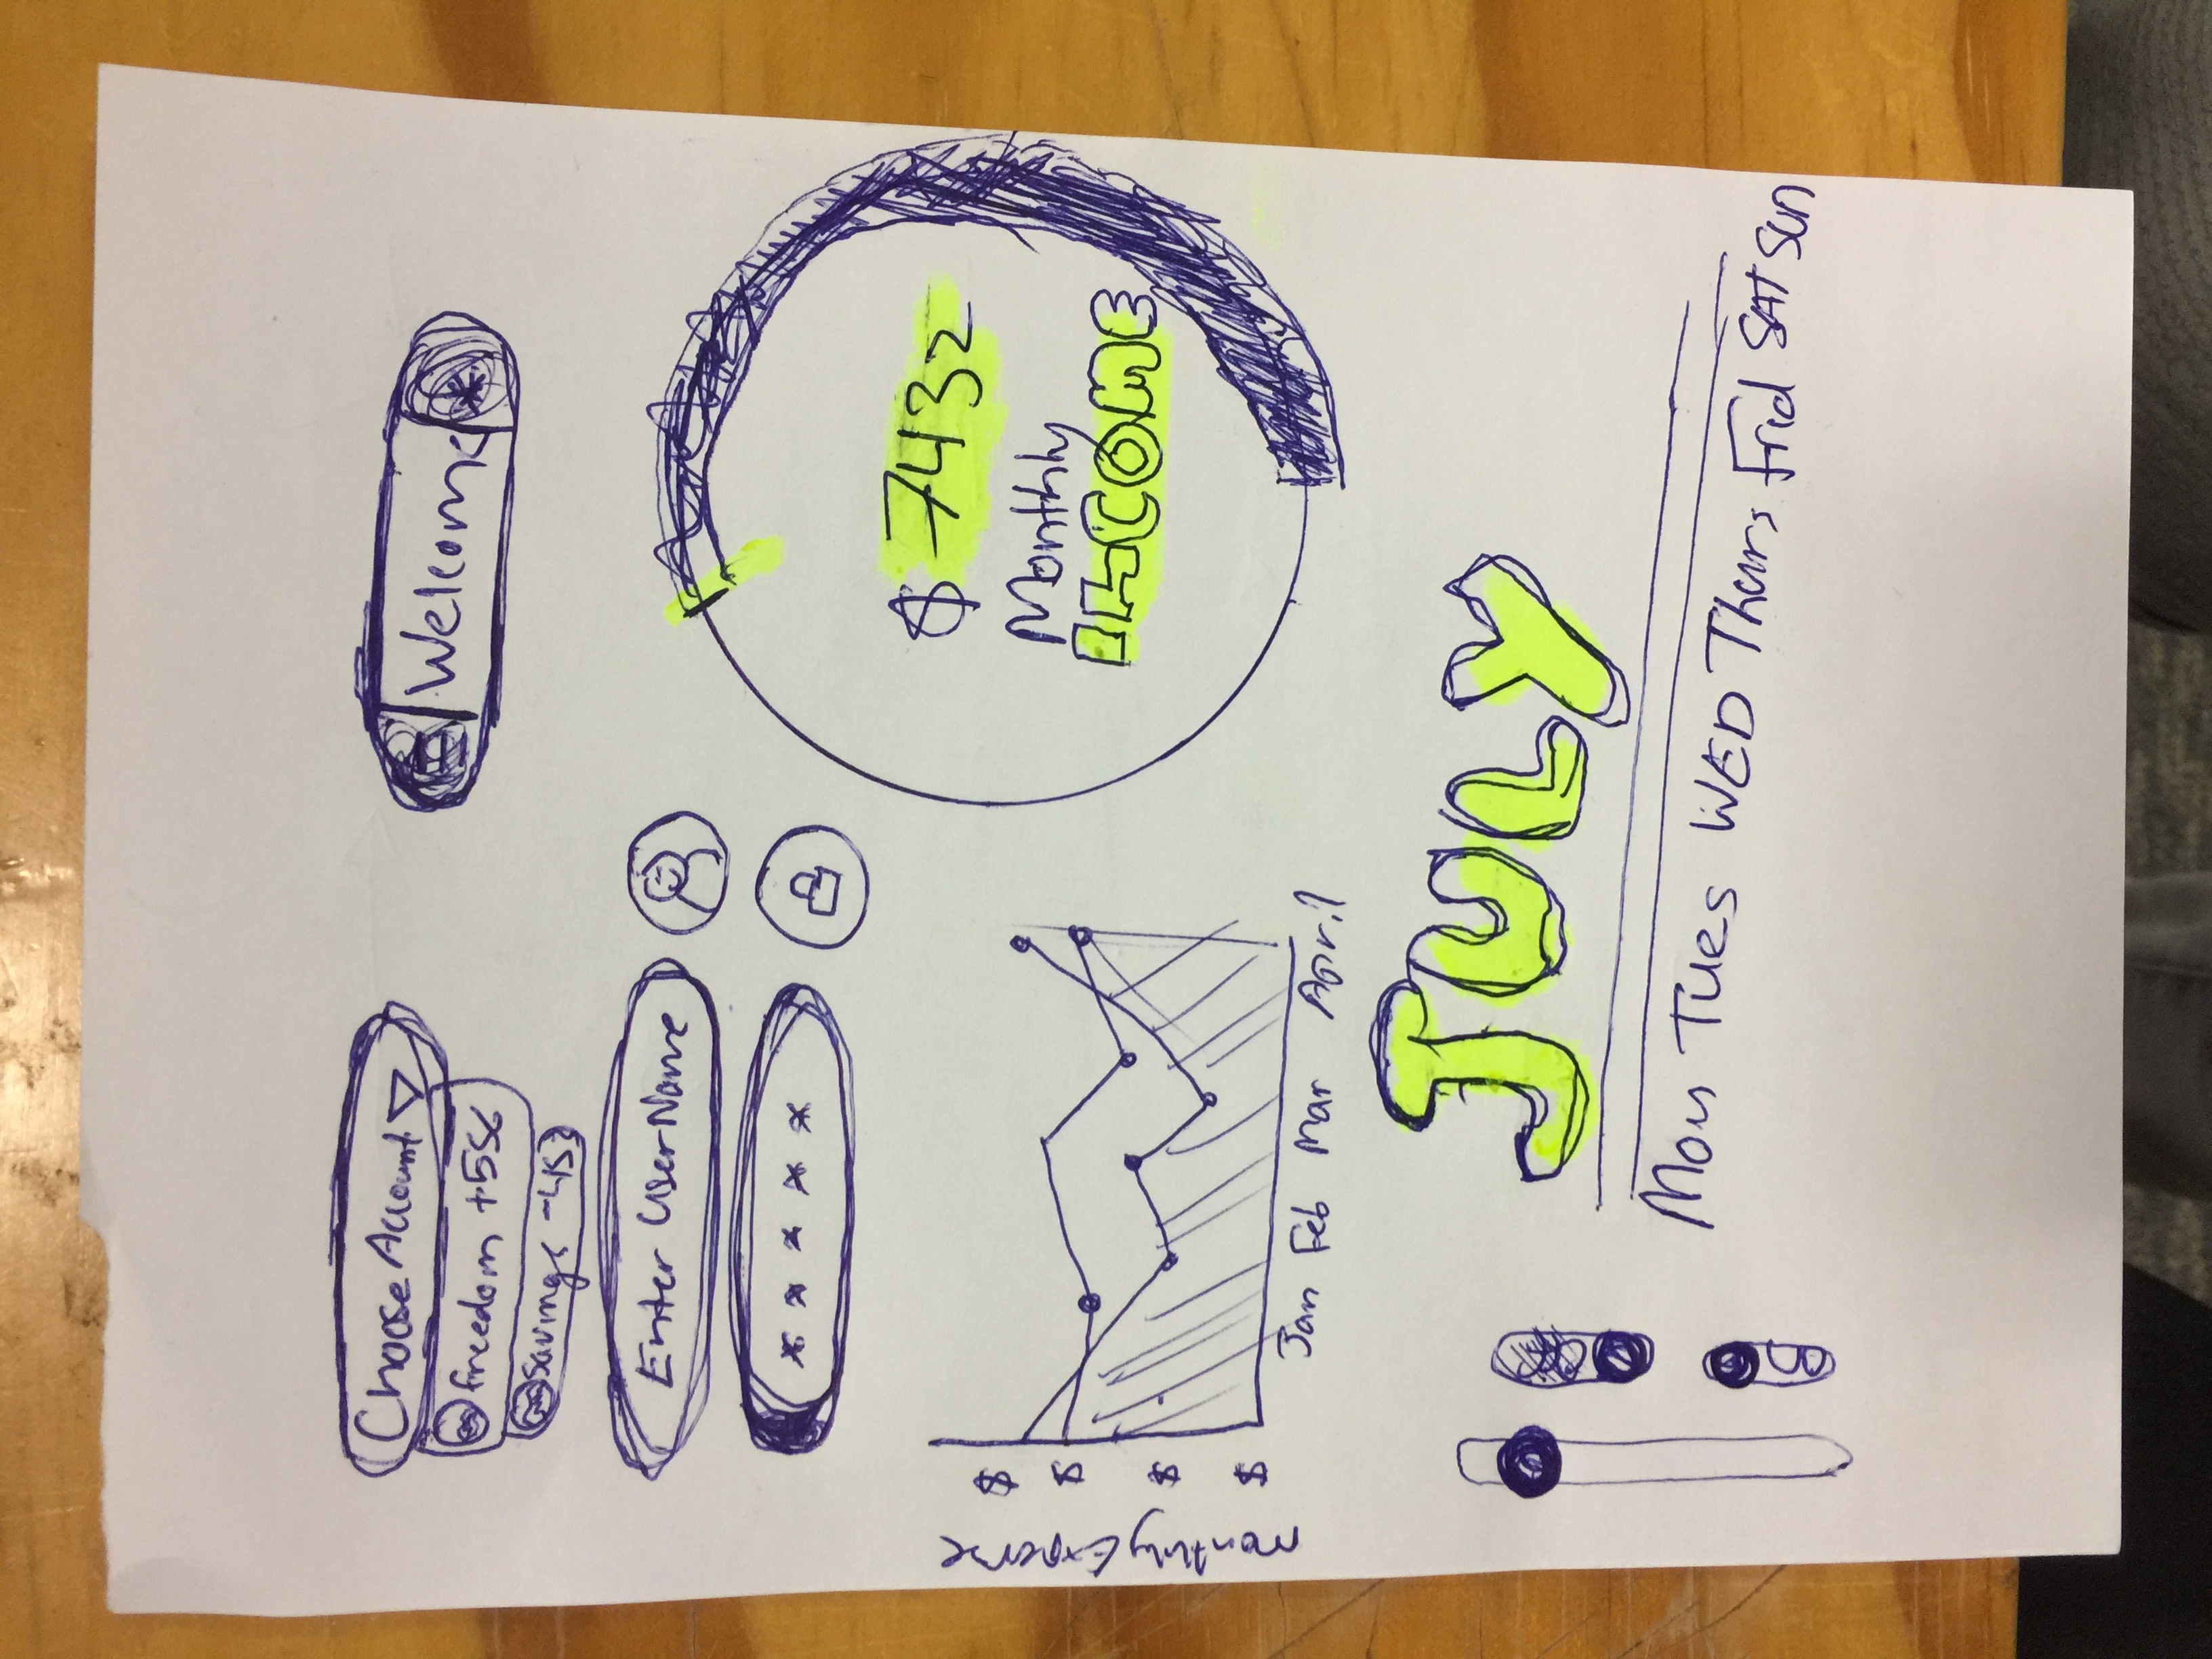 Choose Account
freedom +556
Savings -453
Welcome
Enter UserName
* * * * *
$ 7432
Monthly
INCOME
Monthly Expense
$
$
$
$
Jan Feb Mar April
JULY
Mon Tues WED Thurs Frid SAT Sun